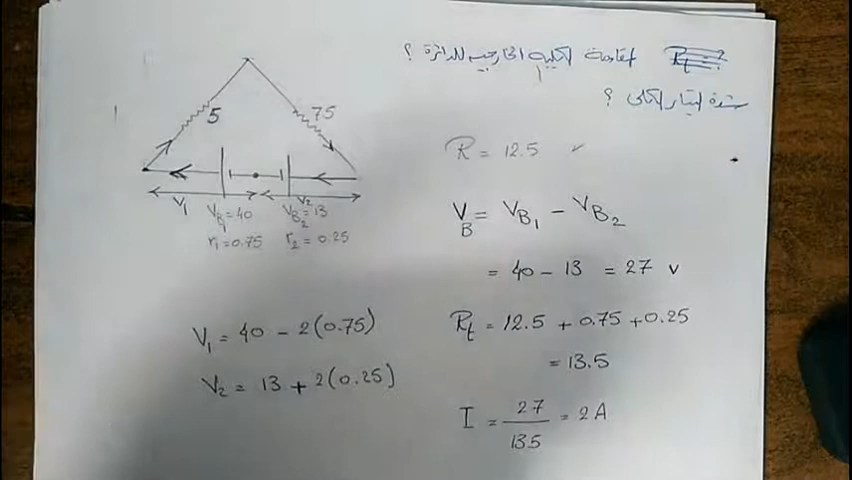 المقاومة الكلية الخارجية للدائرة ؟
شدة التيار الكلى ؟
5
75
R = 12.5
V₁
V₂
V_B₁ = 40
V_B₂ = 13
r₁ = 0.75
r₂ = 0.25
V_B = V_B₁ - V_B₂
= 40 - 13 = 27 v
V₁ = 40 - 2(0.75)
R_t = 12.5 + 0.75 + 0.25
= 13.5
V₂ = 13 + 2(0.25)
I = 27 / 13.5 = 2 A